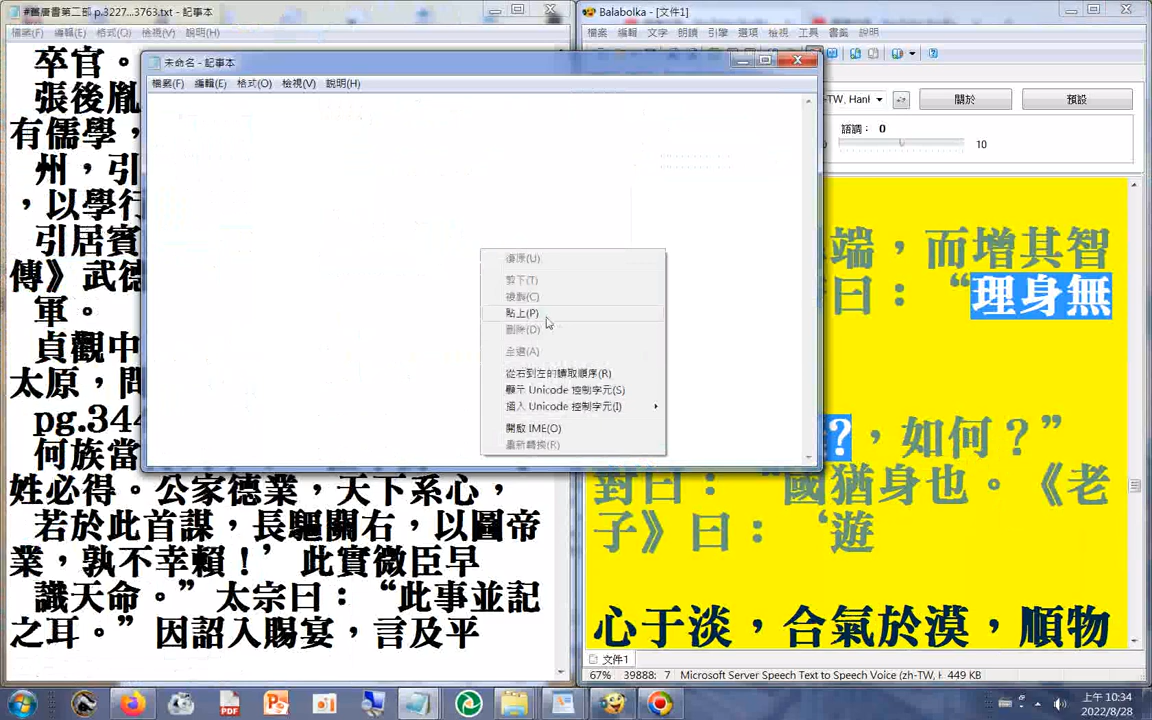 #舊唐書第二部 p.3227...3763.txt - 記事本
檔案(F) 編輯(E) 格式(O) 檢視(V) 說明(H)
卒官。
張後胤
有儒學，
州，引
，以學行
引居賓
傳》武德
軍。
貞觀中
太原，問
pg.344
何族當
姓必得。公家德業，天下系心，
若於此首謀，長驅關右，以圖帝
業，孰不幸賴！’此實微臣早
識天命。”太宗曰：“此事並記
之耳。”因詔入賜宴，言及平
未命名 - 記事本
檔案(F) 編輯(E) 格式(O) 檢視(V) 說明(H)
復原(U)
剪下(T)
複製(C)
貼上(P)
刪除(D)
全選(A)
從右到左的讀取順序(R)
顯示 Unicode 控制字元(S)
插入 Unicode 控制字元(I)
開啟 IME(O)
重新轉換(R)
Balabolka - [文件1]
檔案 編輯 文字 朗讀 引擎 選項 檢視 工具 書籤 說明
-TW, Hanl 關於 預設
語調： 0
10
端，而增其智
曰：“理身無
？，如何？”
對曰：“國猶身也。《老
子》曰：‘遊
心于淡，合氣於漠，順物
文件1
67% 39888: 7 Microsoft Server Speech Text to Speech Voice (zh-TW, H 449 KB
上午 10:34
2022/8/28